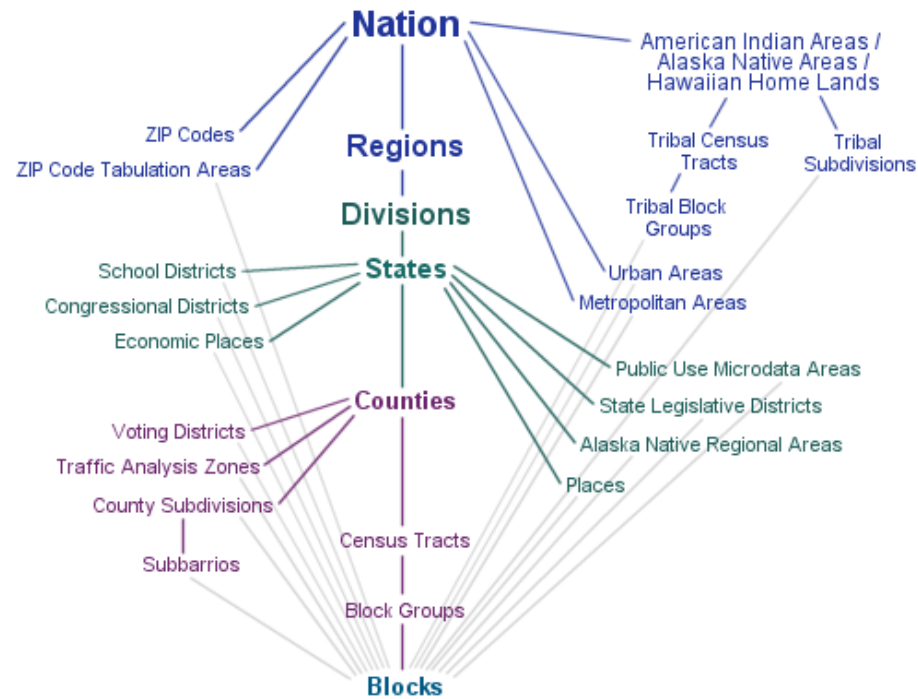 Nation
American Indian Areas /
Alaska Native Areas /
Hawaiian Home Lands
ZIP Codes
ZIP Code Tabulation Areas
Regions
Tribal Census
Tracts
Tribal
Subdivisions
Divisions
Tribal Block
Groups
School Districts
States
Urban Areas
Congressional Districts
Metropolitan Areas
Economic Places
Public Use Microdata Areas
Counties
State Legislative Districts
Voting Districts
Alaska Native Regional Areas
Traffic Analysis Zones
Places
County Subdivisions
Census Tracts
Subbarrios
Block Groups
Blocks